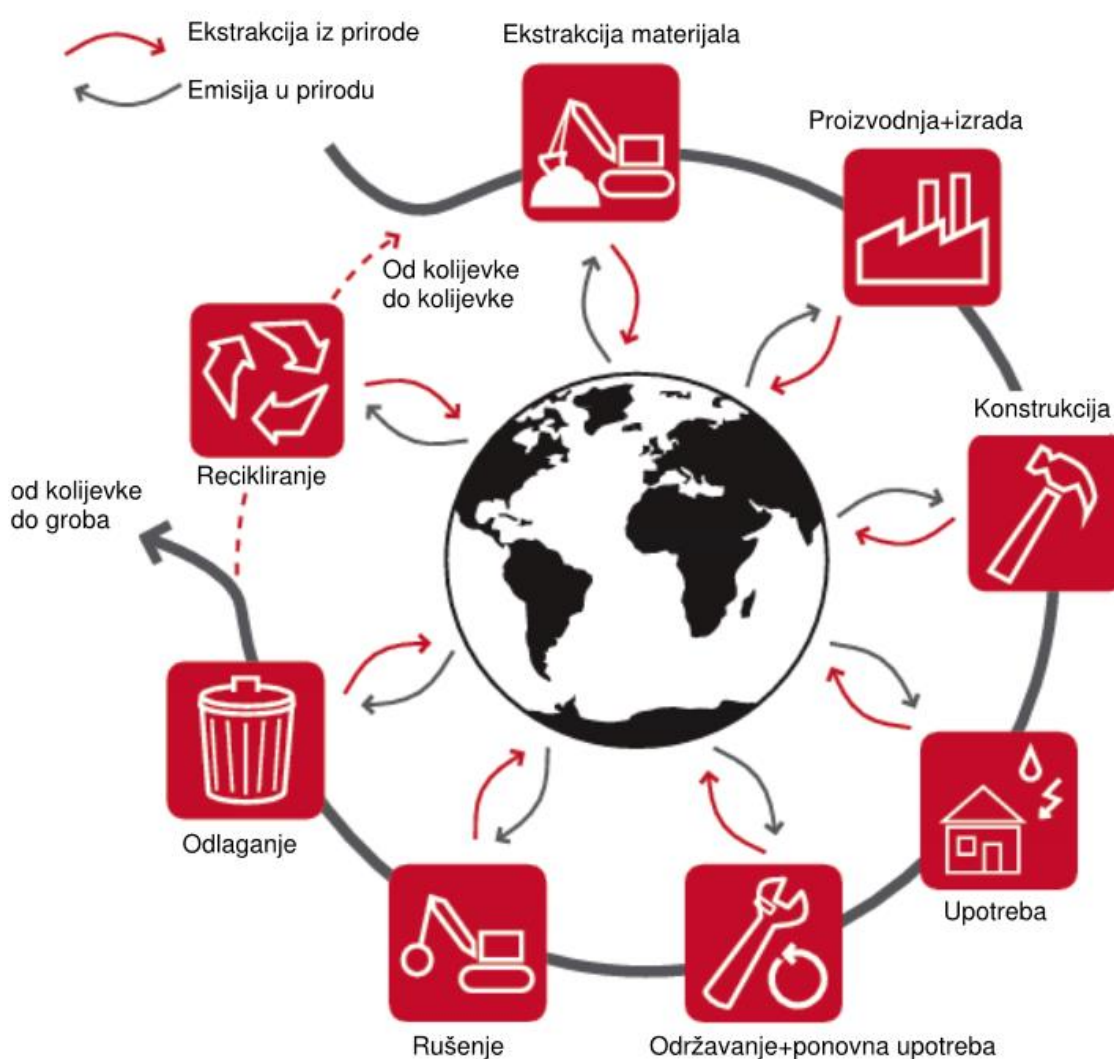 Ekstrakcija iz prirode
Emisija u prirodu
Ekstrakcija materijala
Proizvodnja+izrada
Od kolijevke
do kolijevke
Konstrukcija
Recikliranje
od kolijevke
do groba
Odlaganje
Upotreba
Rušenje
Održavanje+ponovna upotreba